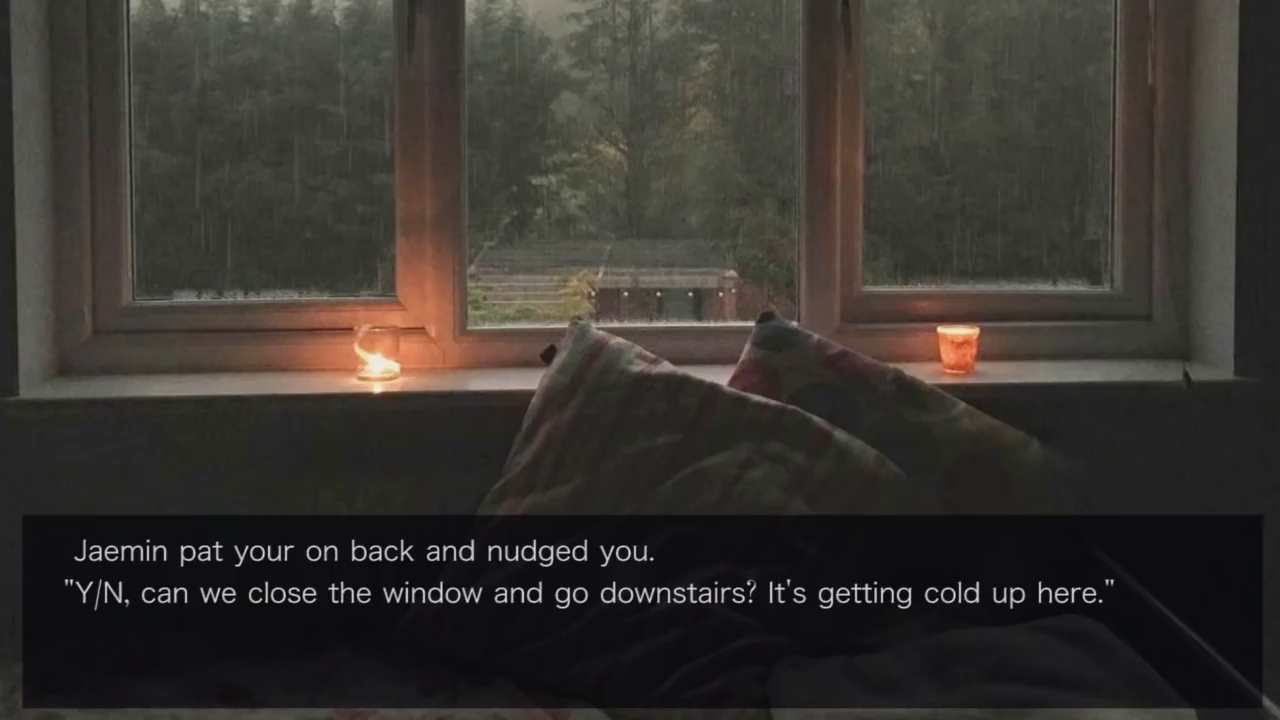 Jaemin pat your on back and nudged you.
"Y/N, can we close the window and go downstairs? It's getting cold up here."